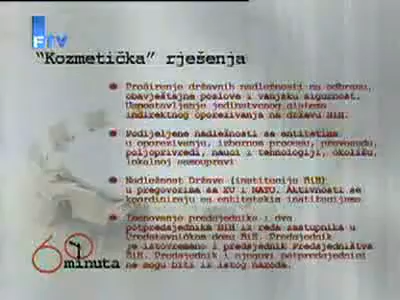 FTV
“Kozmetička” rješenja
Proširenje državnih nadležnosti na odbranu,
obavještajne poslove i vanjsku sigurnost.
Uspostavljanje jedinstvenog sistema
indirektnog oporezivanja na državu BiH.
Podijeljene nadležnosti sa entitetima
u oporezivanju, izbornom procesu, pravosuđu,
poljoprivredi, nauci i tehnologiji, okolišu,
lokalnoj samoupravi
Nadležnost Države (institucija BiH)
u pregovorima sa EU i NATO. Aktivnosti se
koordiniraju sa entitetskim institucijama
Imenovanje predsjednika i dva
potpredsjednika BiH iz reda zastupnika u
Predstavničkom domu BiH. Predsjednik
je istovremeno i predsjednik Predsjedništva
BiH. Predsjednik i njegovi potpredsjednici
ne mogu biti iz istog naroda.
60 minuta